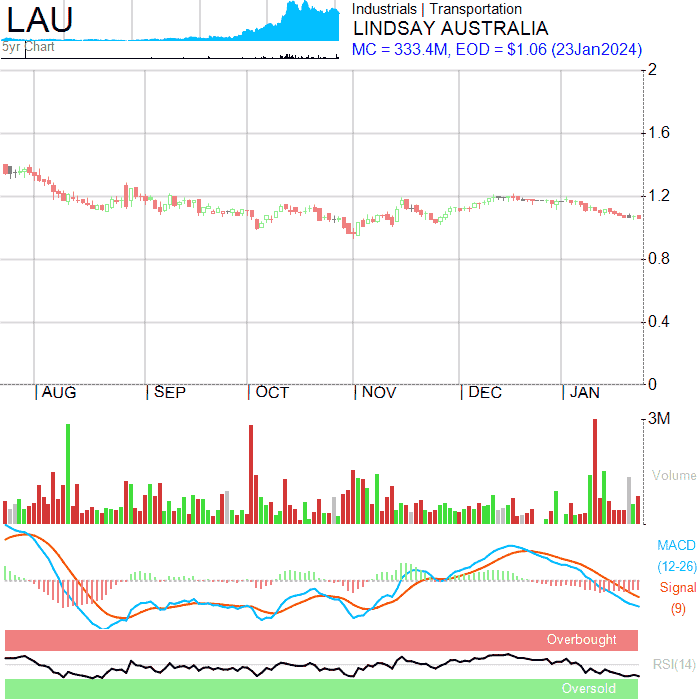 LAU
5yr Chart
Industrials | Transportation
LINDSAY AUSTRALIA
MC = 333.4M, EOD = $1.06 (23Jan2024)
2
1.6
1.2
0.8
0.4
0
AUG SEP OCT NOV DEC JAN
3M
Volume
MACD
(12-26)
Signal
(9)
Overbought
RSI(14)
Oversold